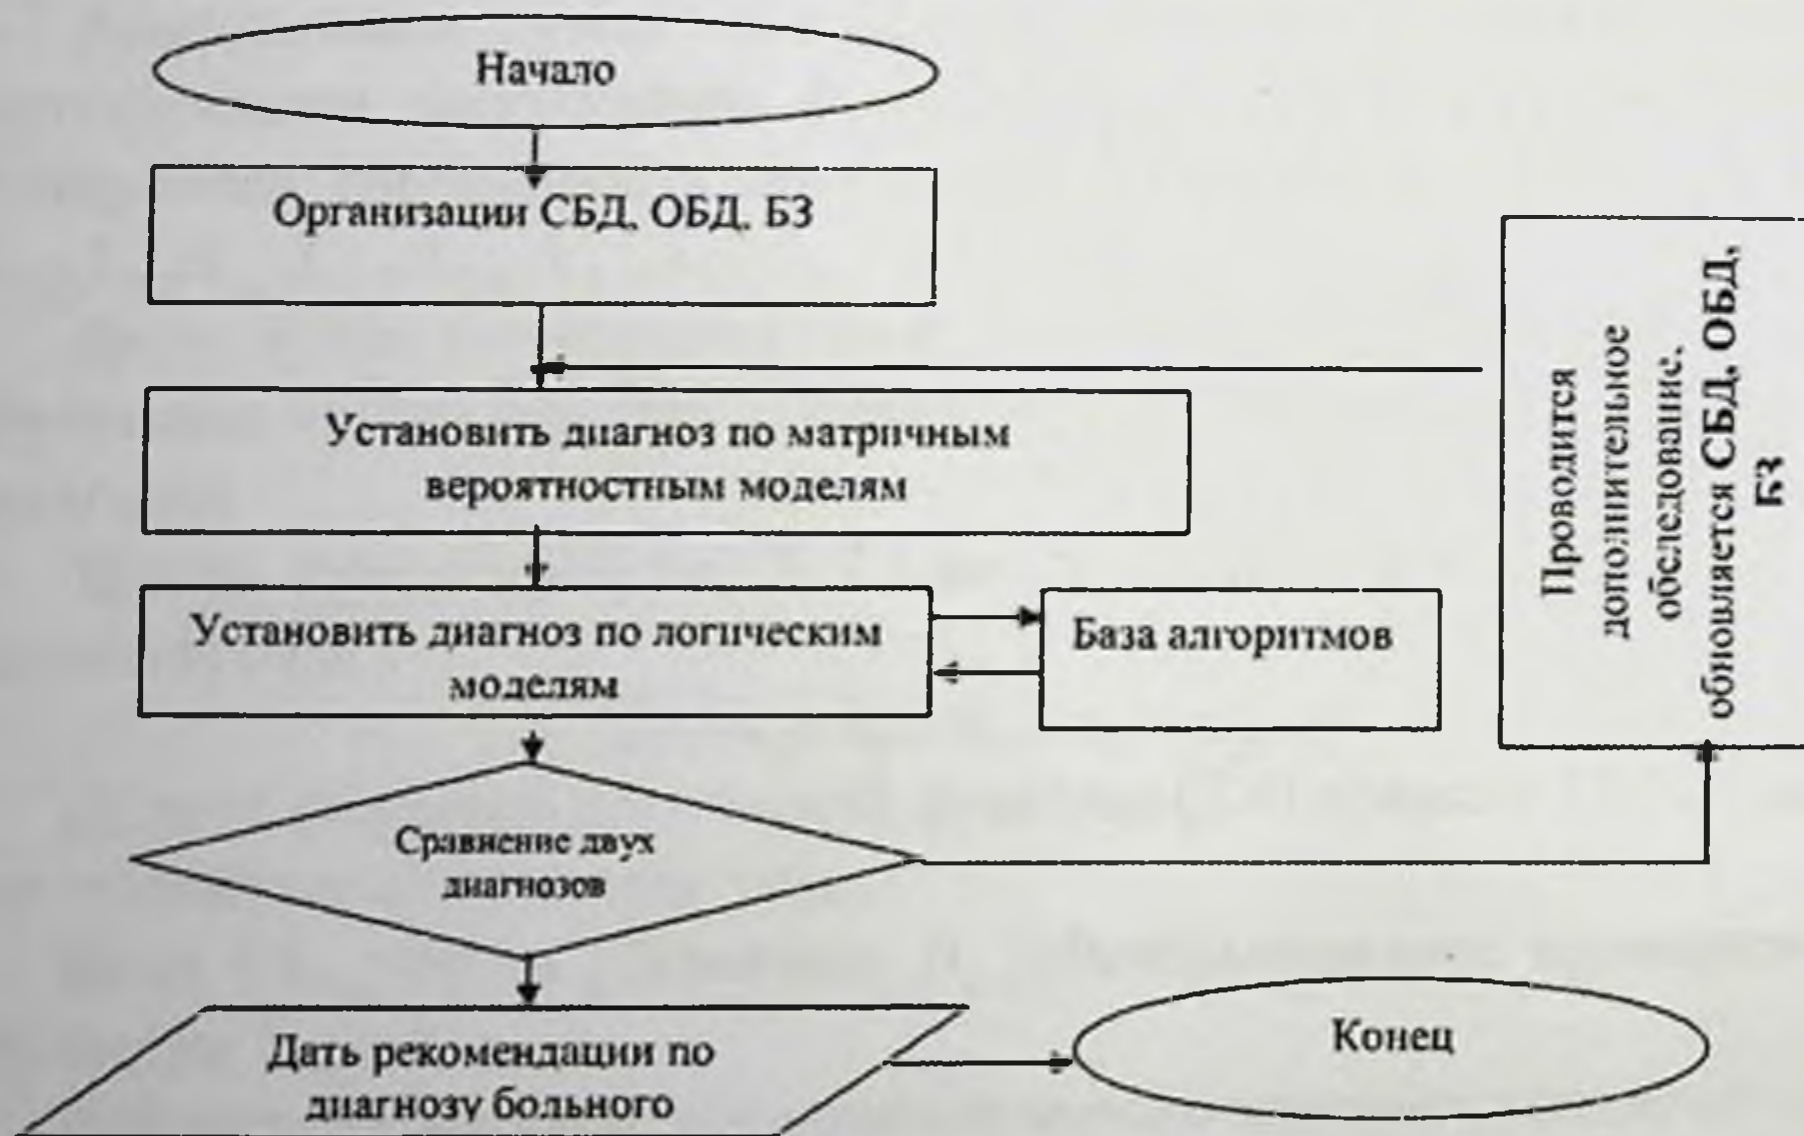 Начало
Организации СБД, ОБД, БЗ
Установить диагноз по матричным
вероятностным моделям
Установить диагноз по логическим
моделям
База алгоритмов
Сравнение двух
диагнозов
Дать рекомендации по
диагнозу больного
Конец
Проводится
дополнительное
обследование.
обновляется СБД, ОБД,
БЗ